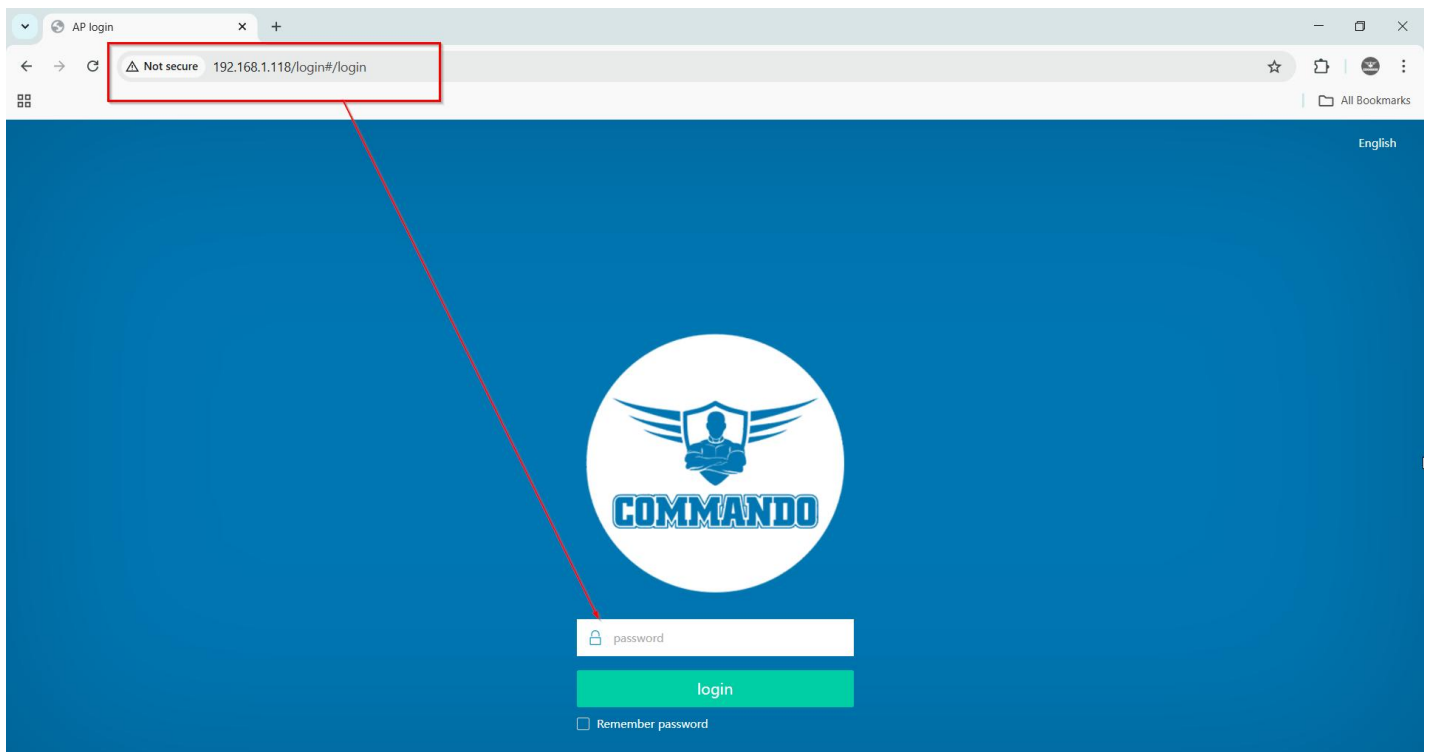 AP login
Not secure 192.168.1.118/login#/login
All Bookmarks
English
COMMANDO
password
login
Remember password